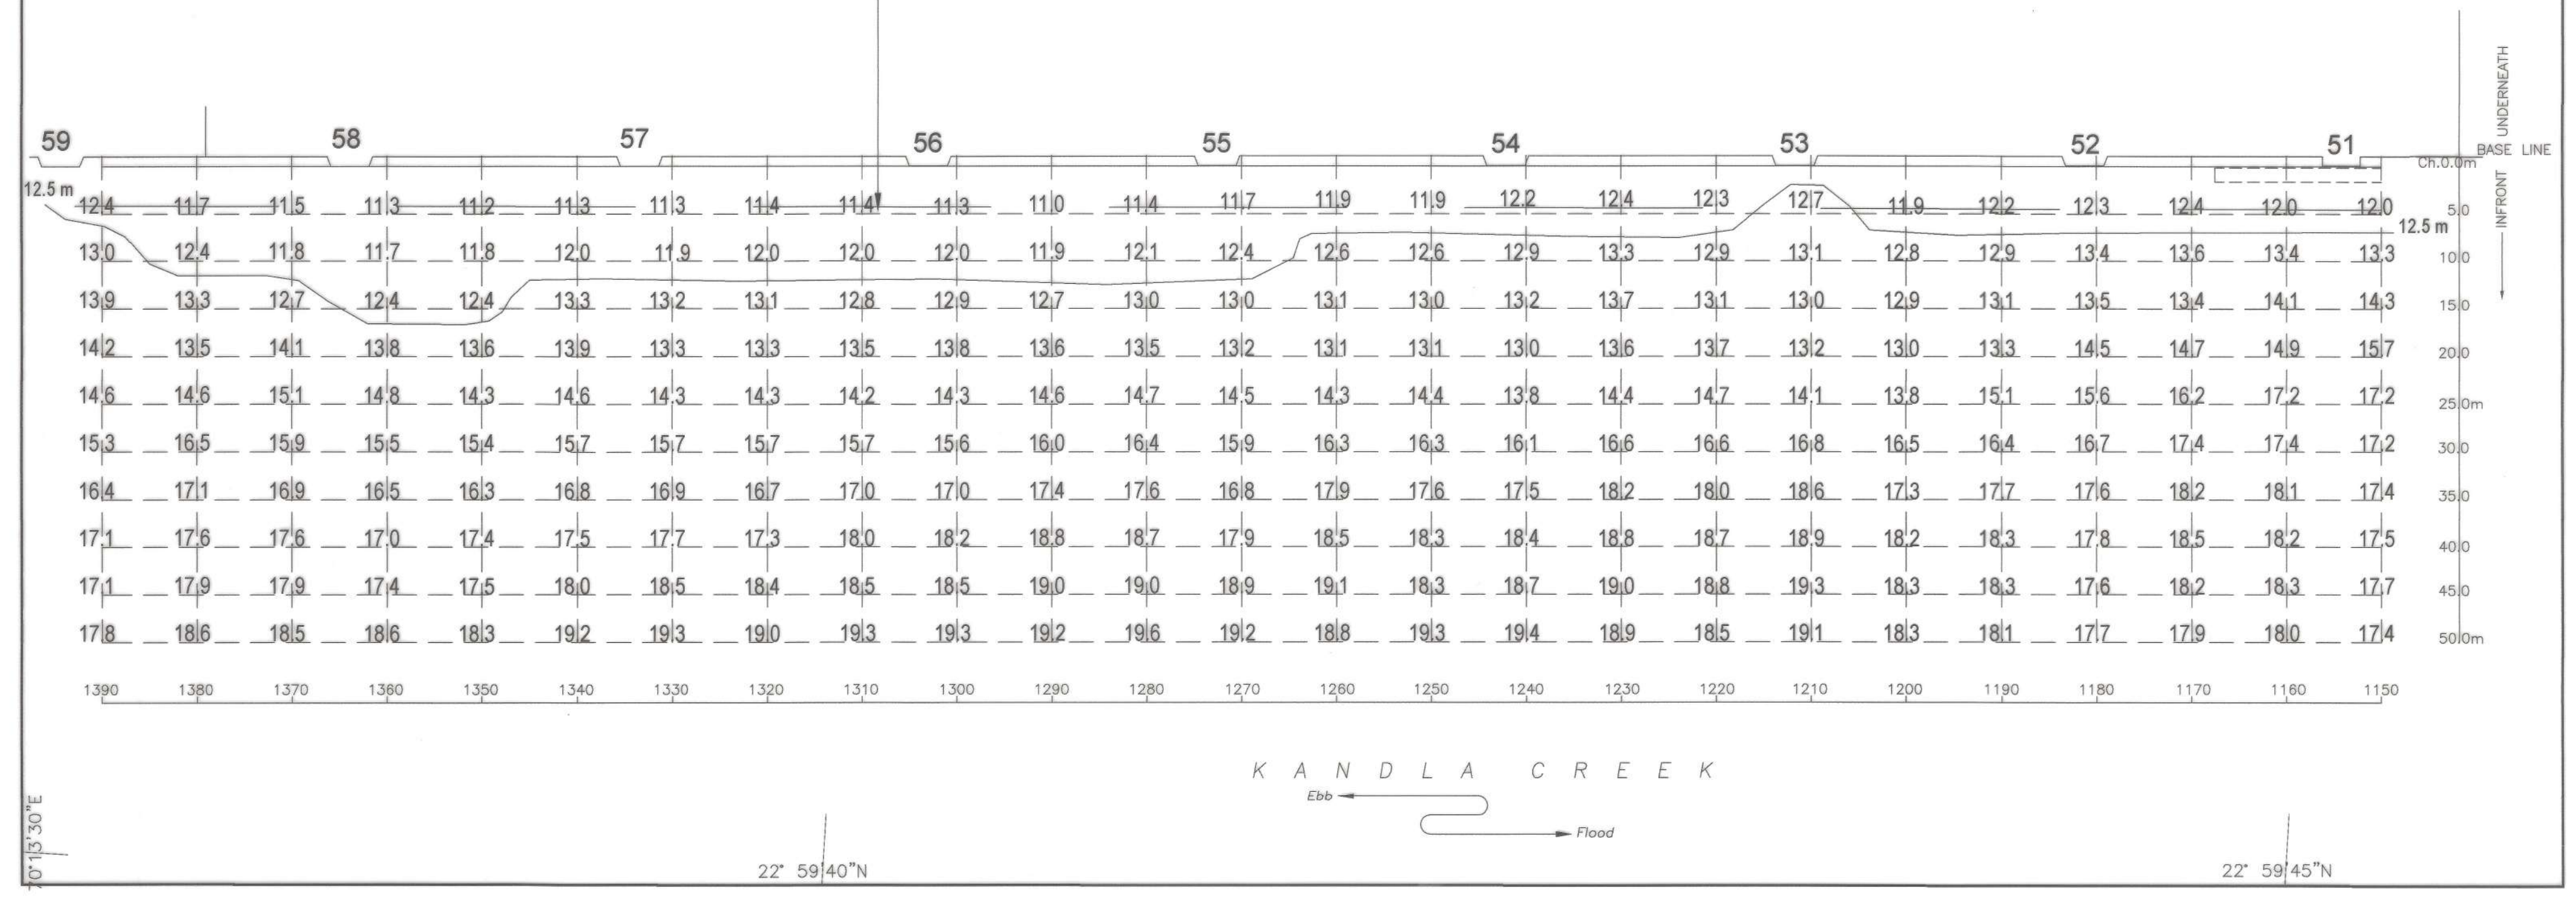 UNDERNEATH
59 58 57 56 55 54 53 52 51
BASE LINE
Ch.0.0m
INFRONT
12.5 m
12.4 11.7 11.5 11.3 11.2 11.3 11.3 11.4 11.4 11.3 11.0 11.4 11.7 11.9 11.9 12.2 12.4 12.3 12.7 11.9 12.2 12.3 12.4 12.0 12.0 5.0
12.5 m
13.0 12.4 11.8 11.7 11.8 12.0 11.9 12.0 12.0 12.0 11.9 12.1 12.4 12.6 12.6 12.9 13.3 12.9 13.1 12.8 12.9 13.4 13.6 13.4 13.3 10.0
13.9 13.3 12.7 12.4 12.4 13.3 13.2 13.1 12.8 12.9 12.7 13.0 13.0 13.1 13.0 13.2 13.7 13.1 13.0 12.9 13.1 13.5 13.4 14.1 14.3 15.0
14.2 13.5 14.1 13.8 13.6 13.9 13.3 13.3 13.5 13.8 13.6 13.5 13.2 13.1 13.1 13.0 13.6 13.7 13.2 13.0 13.3 14.5 14.7 14.9 15.7 20.0
14.6 14.6 15.1 14.8 14.3 14.6 14.3 14.3 14.2 14.3 14.6 14.7 14.5 14.3 14.4 13.8 14.4 14.7 14.1 13.8 15.1 15.6 16.2 17.2 17.2 25.0m
15.3 16.5 15.9 15.5 15.4 15.7 15.7 15.7 15.7 15.6 16.0 16.4 15.9 16.3 16.3 16.1 16.6 16.6 16.8 16.5 16.4 16.7 17.4 17.4 17.2 30.0
16.4 17.1 16.9 16.5 16.3 16.8 16.9 16.7 17.0 17.0 17.4 17.6 16.8 17.9 17.6 17.5 18.2 18.0 18.6 17.3 17.7 17.6 18.2 18.1 17.4 35.0
17.1 17.6 17.6 17.0 17.4 17.5 17.7 17.3 18.0 18.2 18.8 18.7 17.9 18.5 18.3 18.4 18.8 18.7 18.9 18.2 18.3 17.8 18.5 18.2 17.5 40.0
17.1 17.9 17.9 17.4 17.5 18.0 18.5 18.4 18.5 18.5 19.0 19.0 18.9 19.1 18.3 18.7 19.0 18.8 19.3 18.3 18.3 17.6 18.2 18.3 17.7 45.0
17.8 18.6 18.5 18.6 18.3 19.2 19.3 19.0 19.3 19.3 19.2 19.6 19.2 18.8 19.3 19.4 18.9 18.5 19.1 18.3 18.1 17.7 17.9 18.0 17.4 50.0m
1390 1380 1370 1360 1350 1340 1330 1320 1310 1300 1290 1280 1270 1260 1250 1240 1230 1220 1210 1200 1190 1180 1170 1160 1150
KANDLA CREEK
Ebb
Flood
70°13'30"E
22° 59'40"N
22° 59'45"N